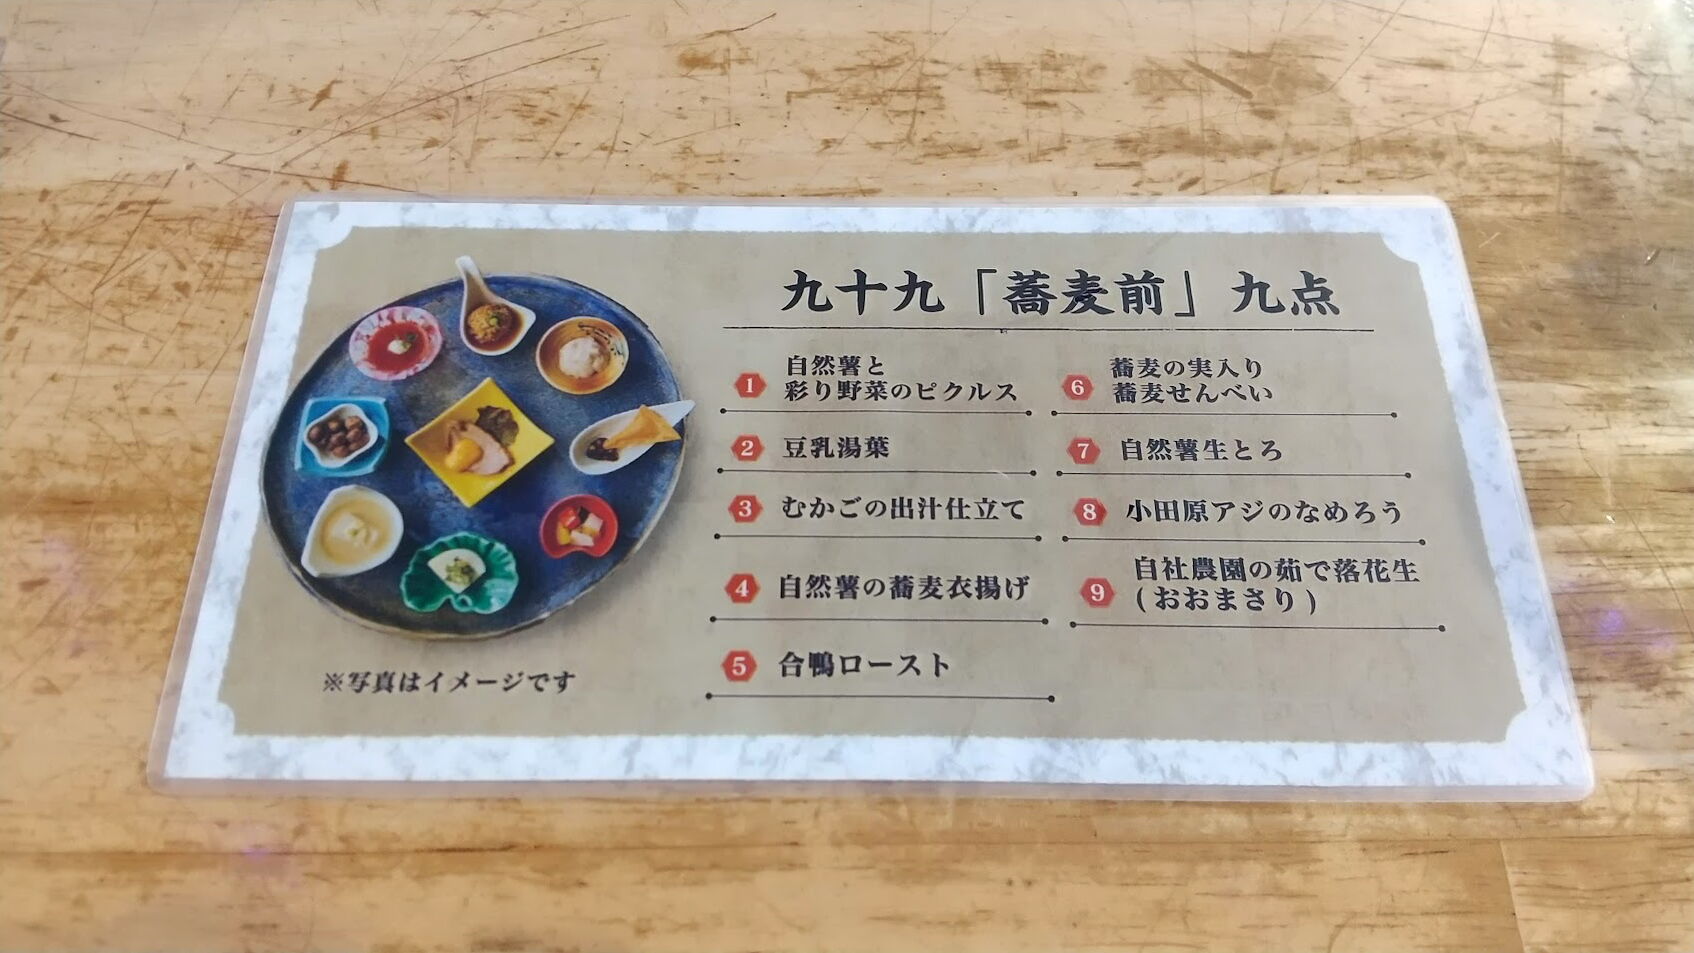 九十九「蕎麦前」九点
1 自然薯と
彩り野菜のピクルス
2 豆乳湯葉
3 むかごの出汁仕立て
4 自然薯の蕎麦衣揚げ
5 合鴨ロースト
6 蕎麦の実入り
蕎麦せんべい
7 自然薯生とろ
8 小田原アジのなめろう
9 自社農園の茹で落花生
(おおまさり)
※写真はイメージです